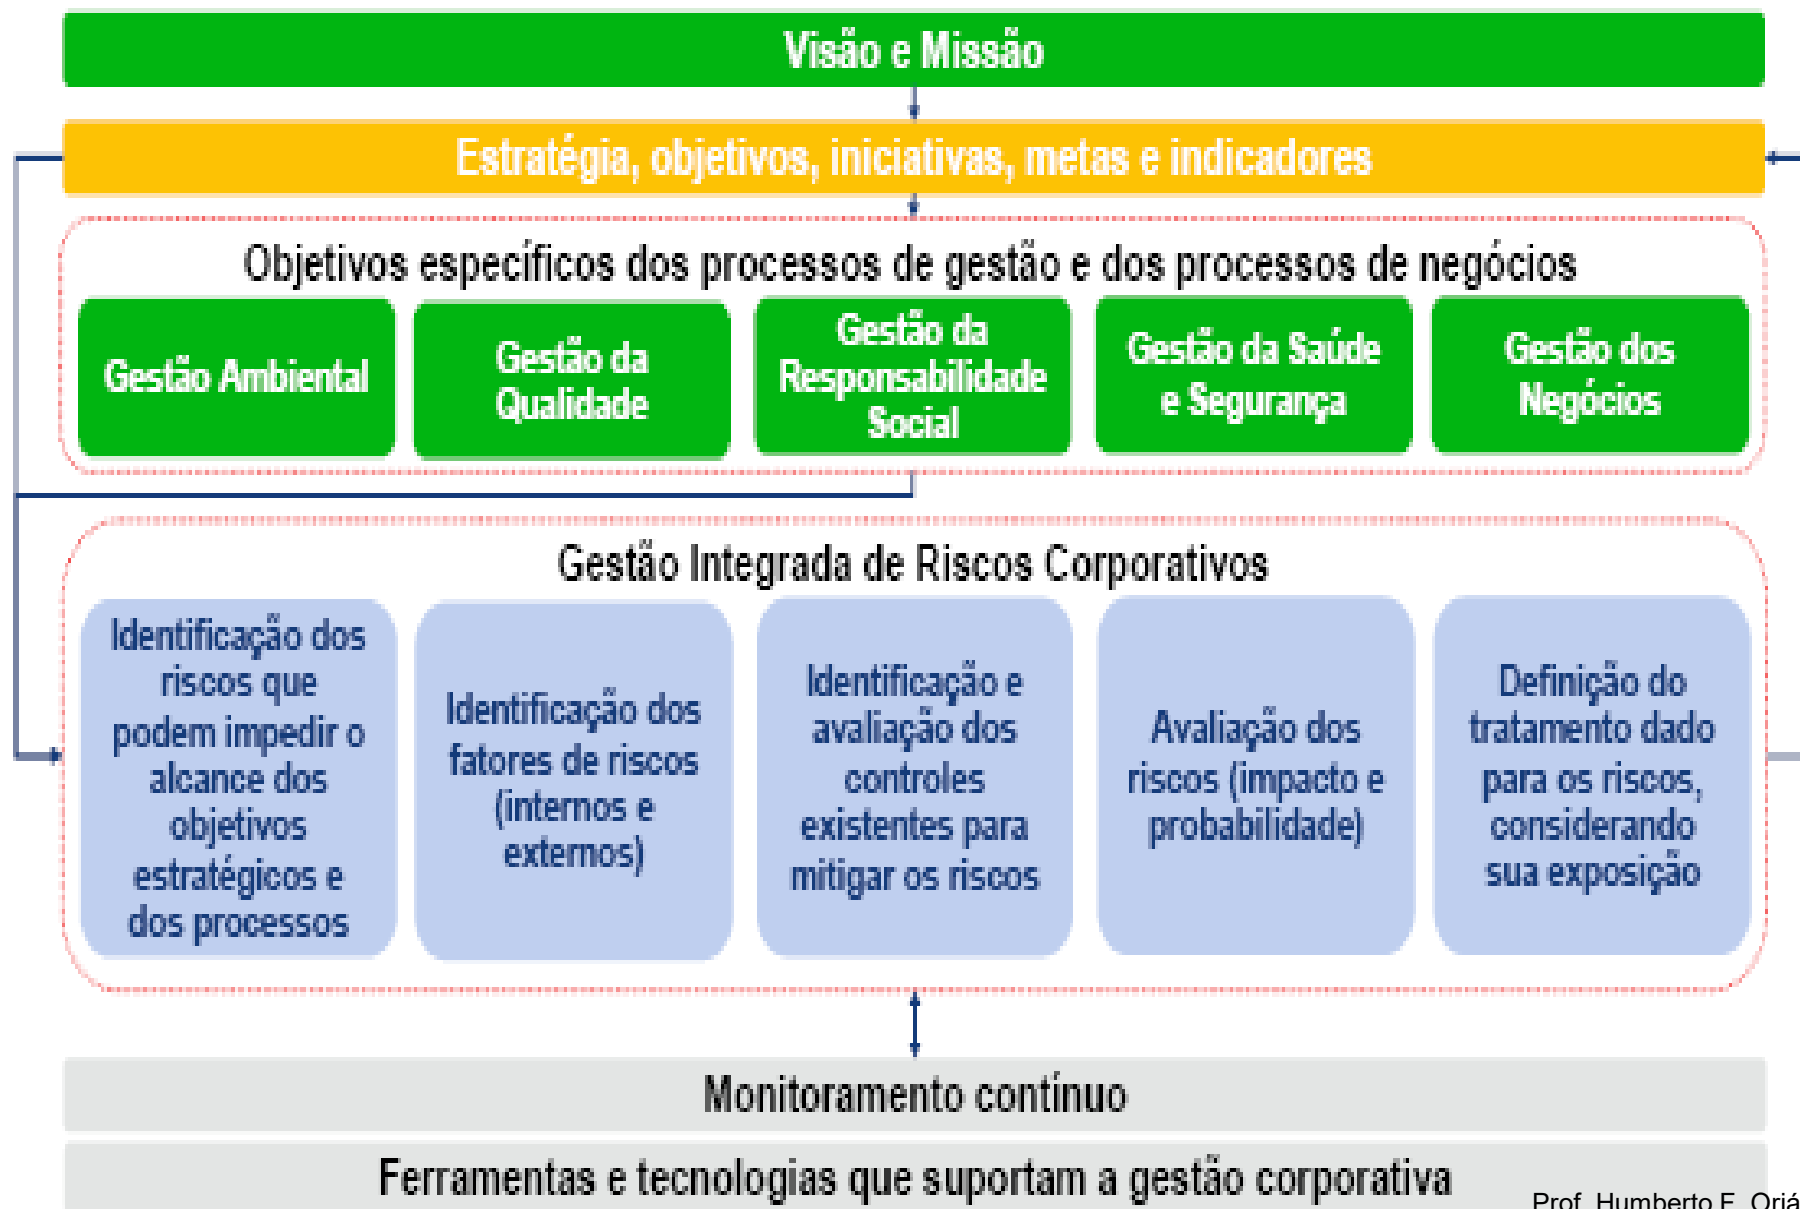 Visão e Missão
Estratégia, objetivos, iniciativas, metas e indicadores
Objetivos específicos dos processos de gestão e dos processos de negócios
Gestão Ambiental
Gestão da
Qualidade
Gestão da
Responsabilidade
Social
Gestão da Saúde
e Segurança
Gestão dos
Negócios
Gestão Integrada de Riscos Corporativos
Identificação dos
riscos que
podem impedir o
alcance dos
objetivos
estratégicos e
dos processos
Identificação dos
fatores de riscos
(internos e
externos)
Identificação e
avaliação dos
controles
existentes para
mitigar os riscos
Avaliação dos
riscos (impacto e
probabilidade)
Definição do
tratamento dado
para os riscos,
considerando
sua exposição
Monitoramento contínuo
Ferramentas e tecnologias que suportam a gestão corporativa
Prof. Humberto F.